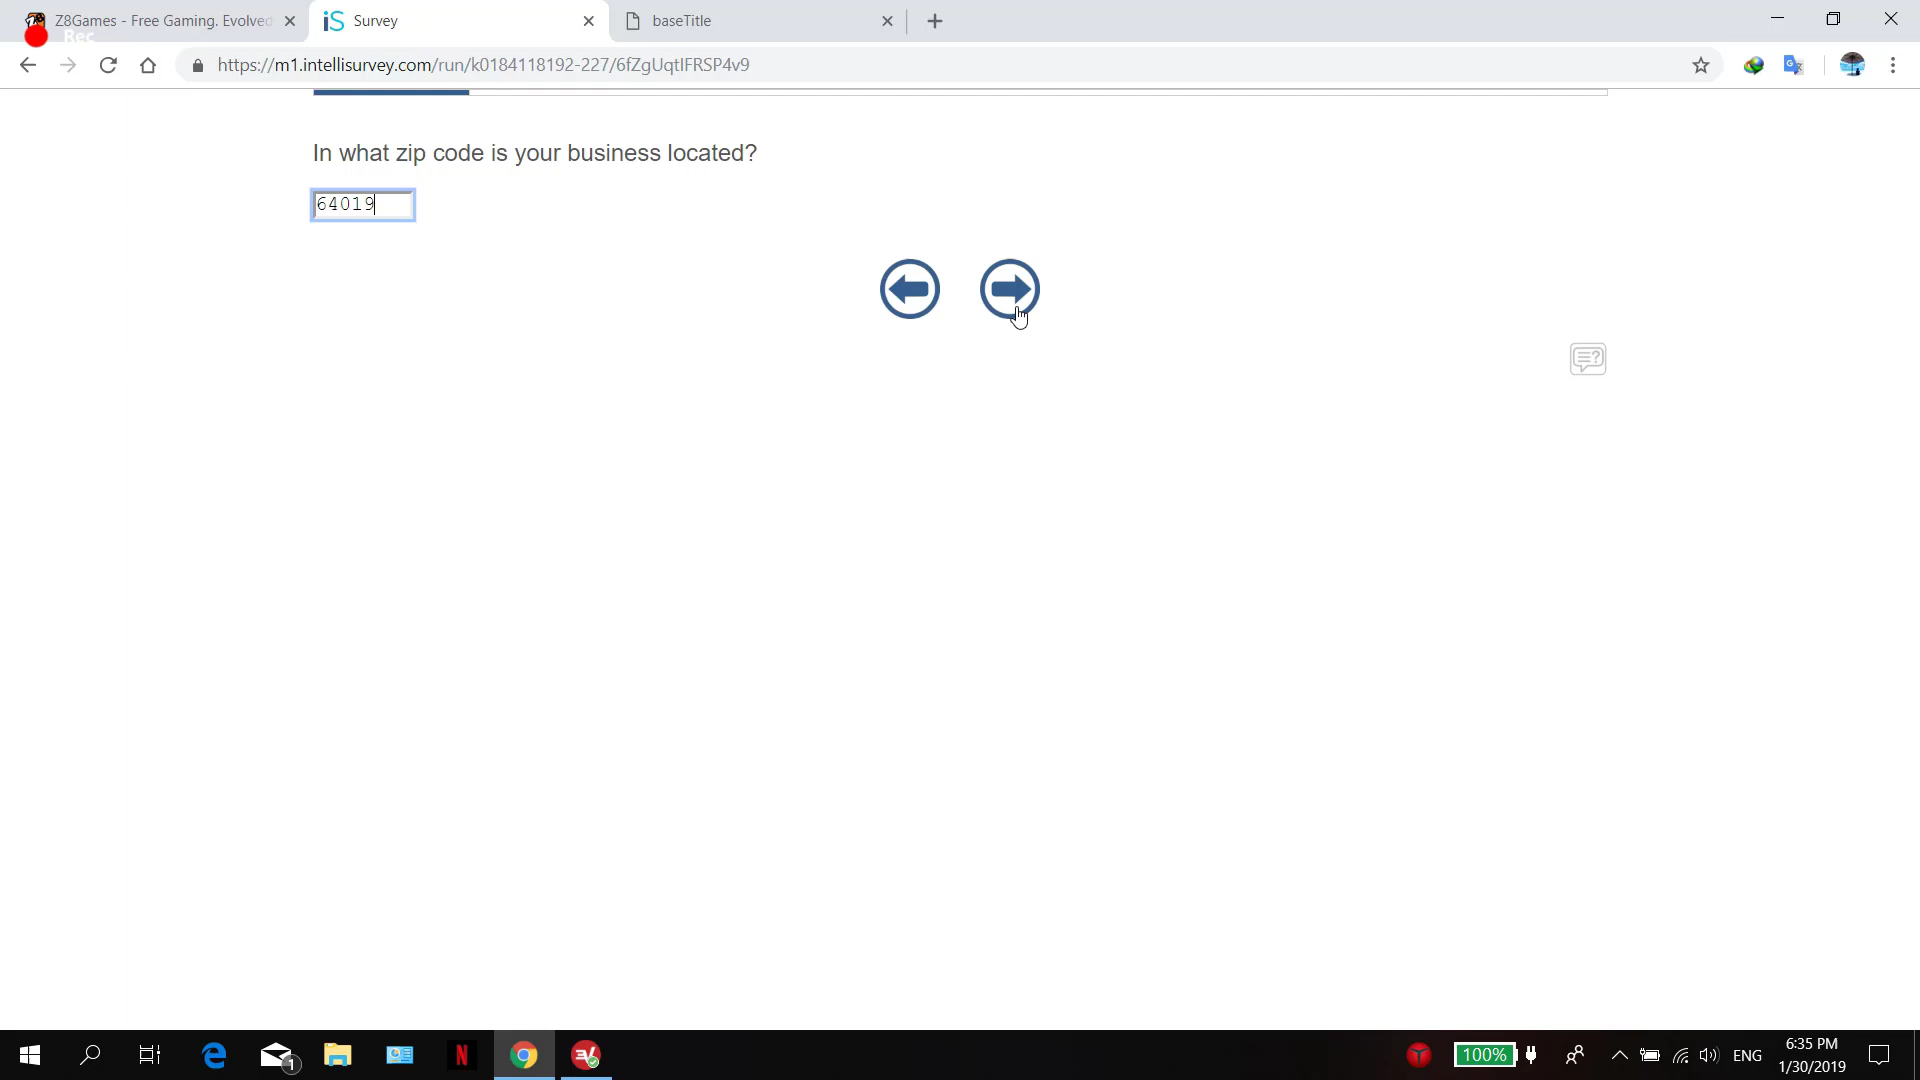 Z8Games - Free Gaming. Evolved
Survey
baseTitle
Rec
https://m1.intellisurvey.com/run/k0184118192-227/6fZgUqtIFRSP4v9
In what zip code is your business located?
64019
1
100%
ENG
6:35 PM
1/30/2019